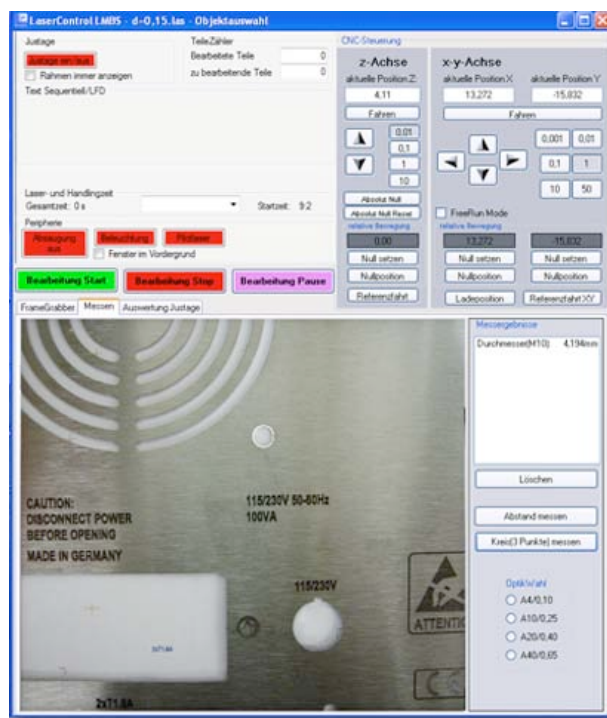 LaserControl LMBS - d-0,15.las - Objektauswahl
Justage
Justage ein/aus
Rahmen immer anzeigen
TeileZähler
Bearbeitete Teile 0
zu bearbeitende Teile 0
Text Sequentiell/LFD
Laser- und Handlingzeit
Gesamtzeit: 0 s Startzeit: 9:2
Peripherie
Absaugung aus
Beleuchtung
Pilotlaser
Fenster im Vordergrund
Bearbeitung Start
Bearbeitung Stop
Bearbeitung Pause
CNC-Steuerung
z-Achse
aktuelle Position Z:
4,11
Fahren
0,01
0,1
1
10
Absolut Null
Absolut Null Reset
relative Bewegung
0,00
Null setzen
Nullposition
Referenzfahrt
x-y-Achse
aktuelle Position X aktuelle Position Y
13,272 -15,832
Fahren
0,001 0,01
0,1 1
10 50
FreeRun Mode
relative Bewegung
13,272 -15,832
Null setzen Null setzen
Nullposition Nullposition
Ladeposition Referenzfahrt XY
FrameGrabber Messen Auswertung Justage
CAUTION:
DISCONNECT POWER
BEFORE OPENING
MADE IN GERMANY
115/230V 50-60Hz
100VA
115/230V
ATTENTIO
2xT1.8A
Messergebnisse
Durchmesser(M10) 4,194mm
Löschen
Abstand messen
Kreis(3 Punkte) messen
OptikWahl
A4/0,10
A10/0,25
A20/0,40
A40/0,65